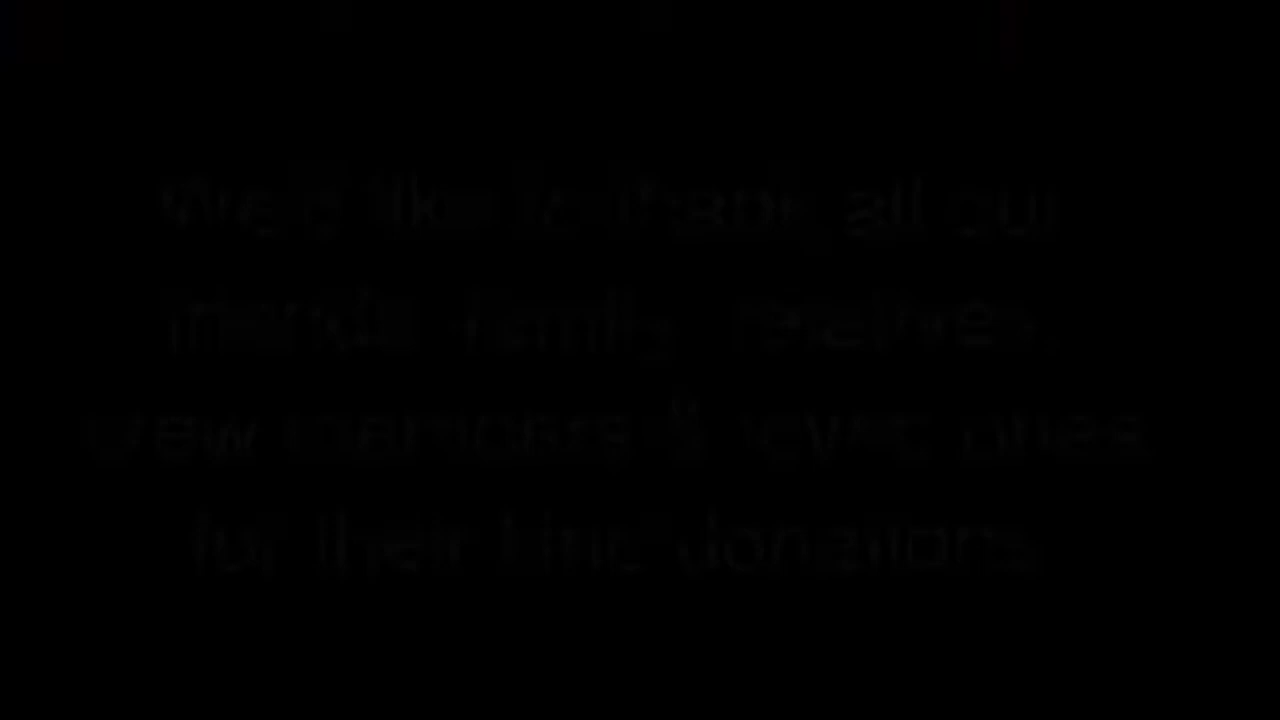 We'd like to thank all our
friends, family, relatives,
crew members & loved ones
for their kind donations